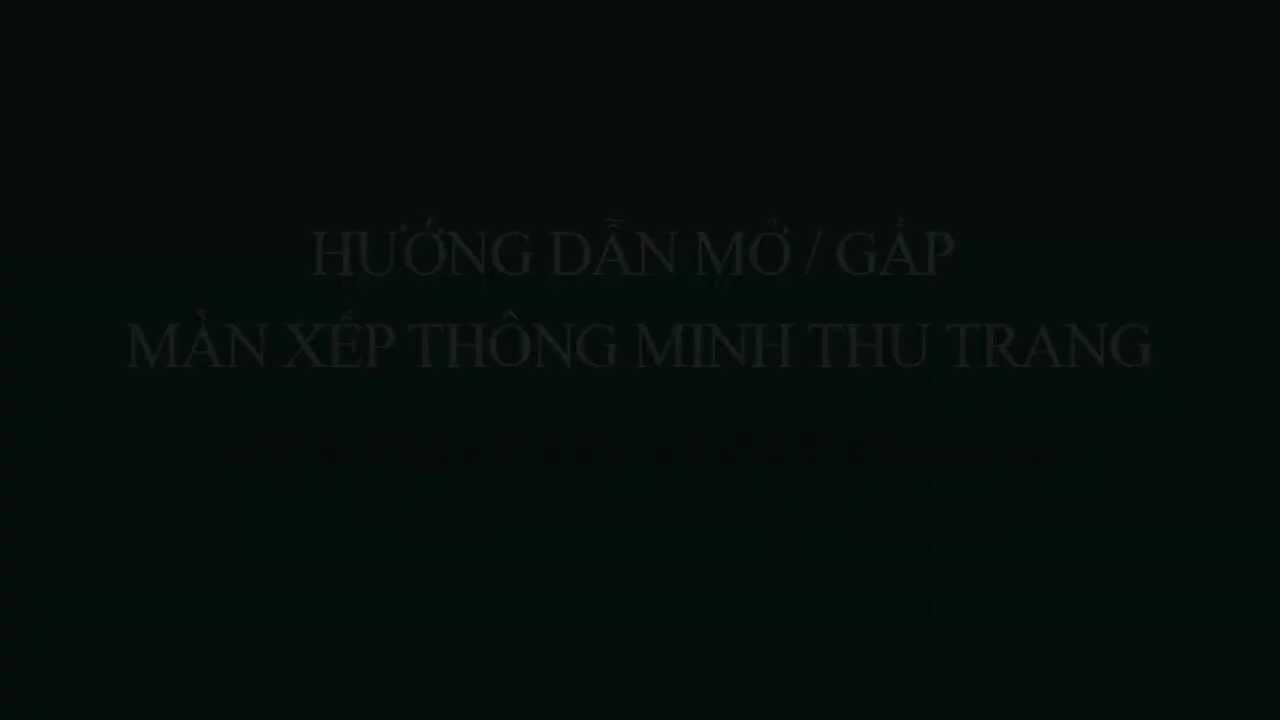 HƯỚNG DẪN MỞ / GẤP
MÀN XẾP THÔNG MINH THU TRANG